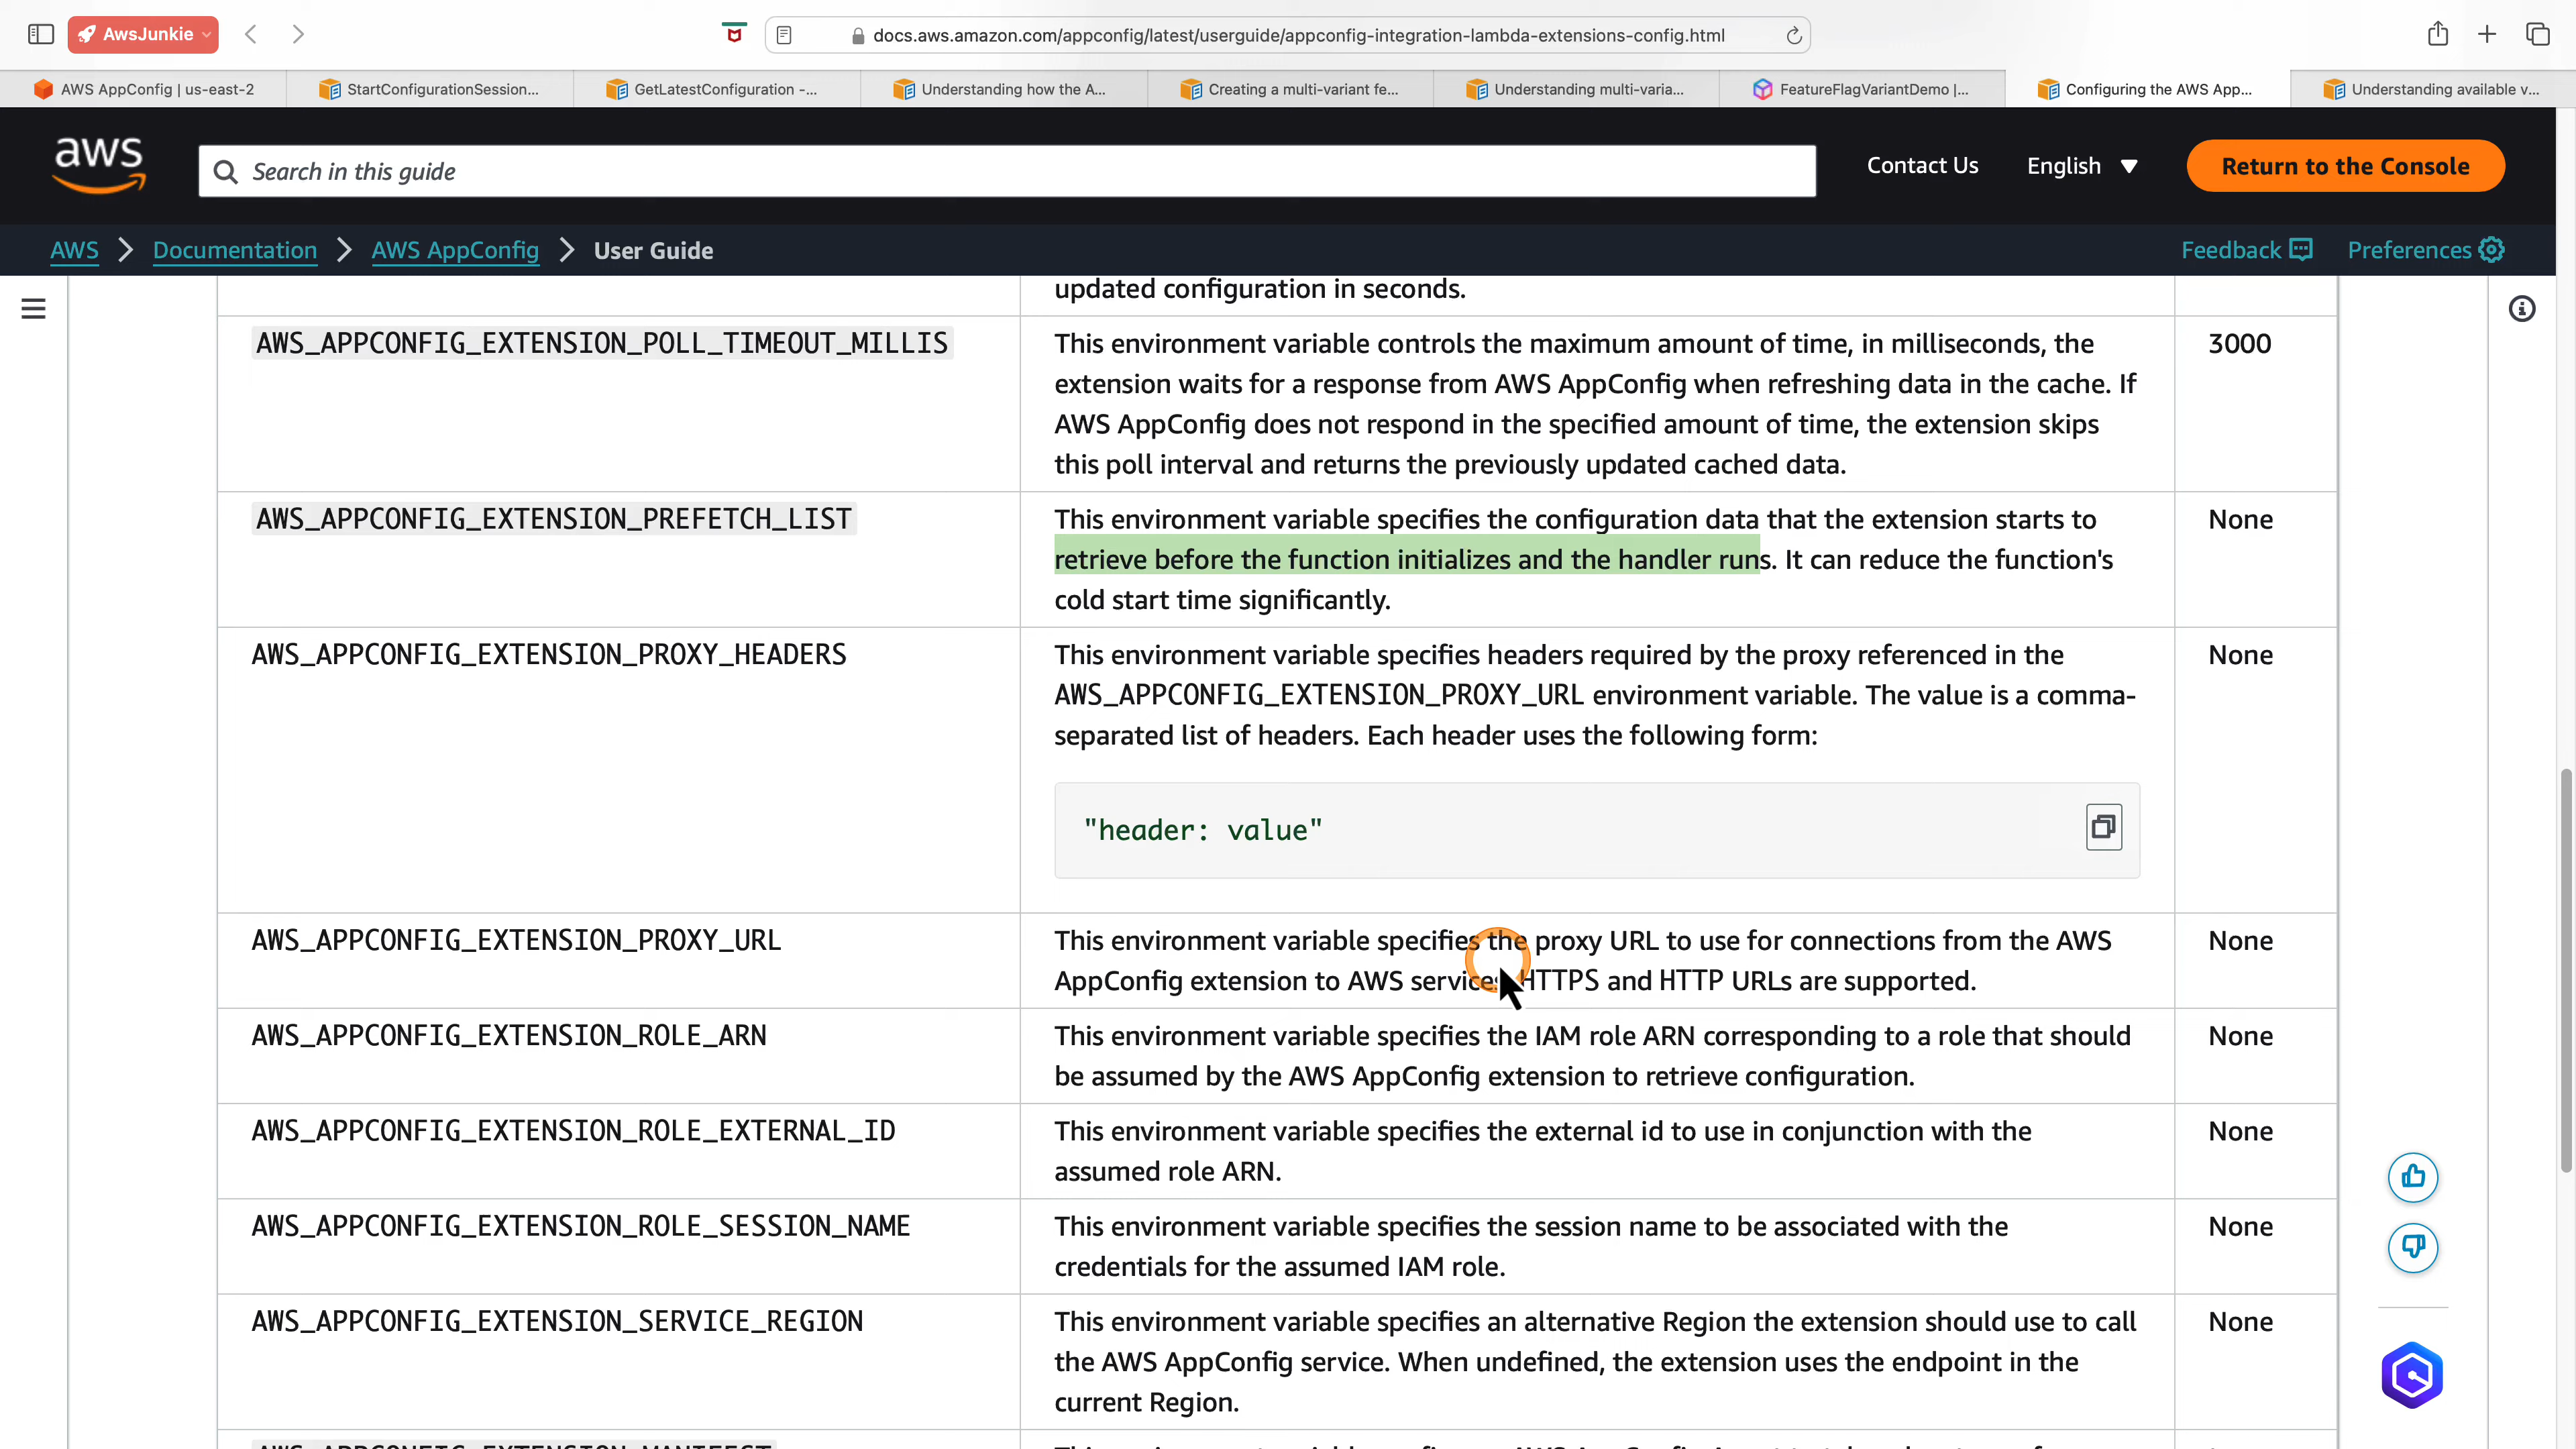 AwsJunkie
docs.aws.amazon.com/appconfig/latest/userguide/appconfig-integration-lambda-extensions-config.html
AWS AppConfig | us-east-2
StartConfigurationSession...
GetLatestConfiguration -...
Understanding how the A...
Creating a multi-variant fe...
Understanding multi-varia...
FeatureFlagVariantDemo |...
Configuring the AWS App...
Understanding available v...
aws
Search in this guide
Contact Us
English
Return to the Console
AWS
Documentation
AWS AppConfig
User Guide
Feedback
Preferences
updated configuration in seconds.
AWS_APPCONFIG_EXTENSION_POLL_TIMEOUT_MILLIS
This environment variable controls the maximum amount of time, in milliseconds, the
extension waits for a response from AWS AppConfig when refreshing data in the cache. If
AWS AppConfig does not respond in the specified amount of time, the extension skips
this poll interval and returns the previously updated cached data.
3000
AWS_APPCONFIG_EXTENSION_PREFETCH_LIST
This environment variable specifies the configuration data that the extension starts to
retrieve before the function initializes and the handler runs. It can reduce the function's
cold start time significantly.
None
AWS_APPCONFIG_EXTENSION_PROXY_HEADERS
This environment variable specifies headers required by the proxy referenced in the
AWS_APPCONFIG_EXTENSION_PROXY_URL environment variable. The value is a comma-
separated list of headers. Each header uses the following form:
"header: value"
None
AWS_APPCONFIG_EXTENSION_PROXY_URL
This environment variable specifies the proxy URL to use for connections from the AWS
AppConfig extension to AWS services HTTPS and HTTP URLs are supported.
None
AWS_APPCONFIG_EXTENSION_ROLE_ARN
This environment variable specifies the IAM role ARN corresponding to a role that should
be assumed by the AWS AppConfig extension to retrieve configuration.
None
AWS_APPCONFIG_EXTENSION_ROLE_EXTERNAL_ID
This environment variable specifies the external id to use in conjunction with the
assumed role ARN.
None
AWS_APPCONFIG_EXTENSION_ROLE_SESSION_NAME
This environment variable specifies the session name to be associated with the
credentials for the assumed IAM role.
None
AWS_APPCONFIG_EXTENSION_SERVICE_REGION
This environment variable specifies an alternative Region the extension should use to call
the AWS AppConfig service. When undefined, the extension uses the endpoint in the
current Region.
None